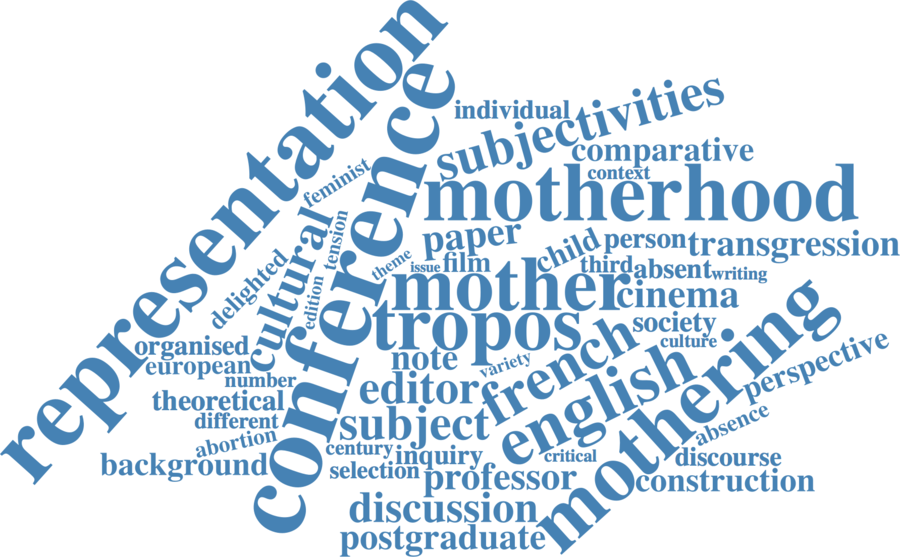 representation
conference
individual
subjectivities
comparative
context
motherhood
feminist
cultural
tension
paper
child
person
transgression
theme
issue
film
third
absent
writing
delighted
edition
mother
cinema
tropos
society
culture
organised
european
number
note
variety
french
mothering
perspective
theoretical
editor
english
different
subject
absence
abortion
century
inquiry
critical
discourse
background
selection
professor
construction
discussion
postgraduate